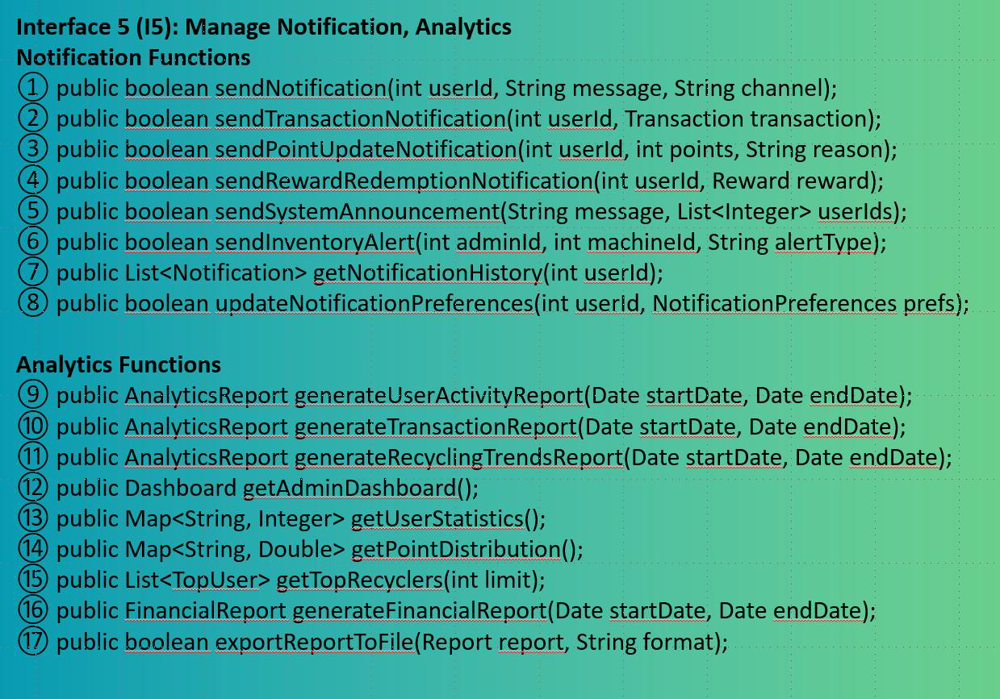 Interface 5 (I5): Manage Notification, Analytics
Notification Functions
① public boolean sendNotification(int userId, String message, String channel);
② public boolean sendTransactionNotification(int userId, Transaction transaction);
③ public boolean sendPointUpdateNotification(int userId, int points, String reason);
④ public boolean sendRewardRedemptionNotification(int userId, Reward reward);
⑤ public boolean sendSystemAnnouncement(String message, List<Integer> userIds);
⑥ public boolean sendInventoryAlert(int adminId, int machineId, String alertType);
⑦ public List<Notification> getNotificationHistory(int userId);
⑧ public boolean updateNotificationPreferences(int userId, NotificationPreferences prefs);
Analytics Functions
⑨ public AnalyticsReport generateUserActivityReport(Date startDate, Date endDate);
⑩ public AnalyticsReport generateTransactionReport(Date startDate, Date endDate);
⑪ public AnalyticsReport generateRecyclingTrendsReport(Date startDate, Date endDate);
⑫ public Dashboard getAdminDashboard();
⑬ public Map<String, Integer> getUserStatistics();
⑭ public Map<String, Double> getPointDistribution();
⑮ public List<TopUser> getTopRecyclers(int limit);
⑯ public FinancialReport generateFinancialReport(Date startDate, Date endDate);
⑰ public boolean exportReportToFile(Report report, String format);